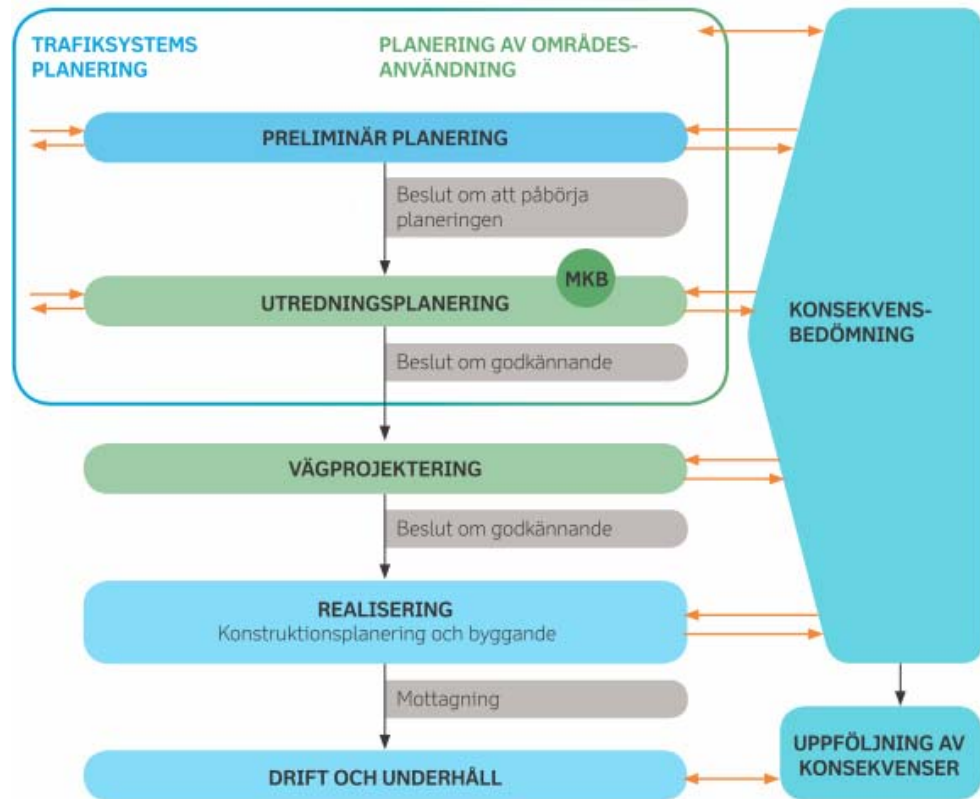 TRAFIKSYSTEMS
PLANERING
PLANERING AV OMRÅDES-
ANVÄNDNING
PRELIMINÄR PLANERING
Beslut om att påbörja
planeringen
MKB
UTREDNINGSPLANERING
KONSEKVENS-
BEDÖMNING
Beslut om godkännande
VÄGPROJEKTERING
Beslut om godkännande
REALISERING
Konstruktionsplanering och byggande
Mottagning
UPPFÖLJNING AV
KONSEKVENSER
DRIFT OCH UNDERHÅLL